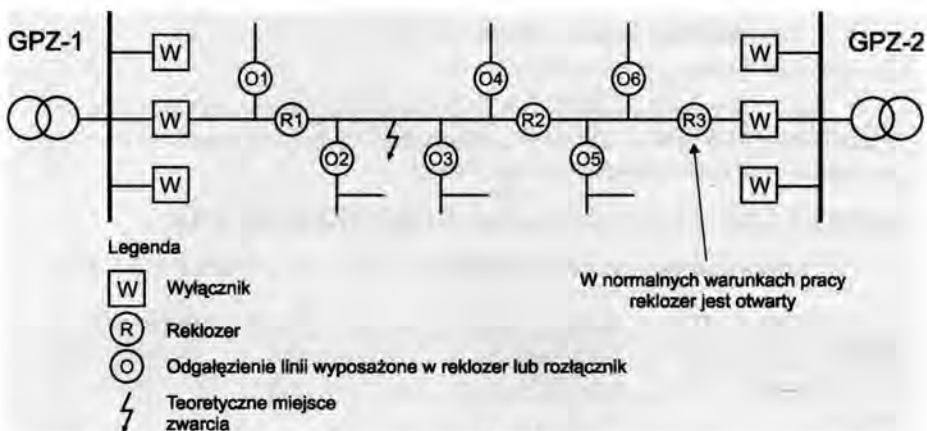 GPZ-1
GPZ-2
W
W
O1
O4
O6
W
R1
R2
R3
W
O2
O3
O5
W
W
Legenda
W Wyłącznik
R Reklozer
O Odgałęzienie linii wyposażone w reklozer lub rozłącznik
Teoretyczne miejsce
zwarcia
W normalnych warunkach pracy
reklozer jest otwarty